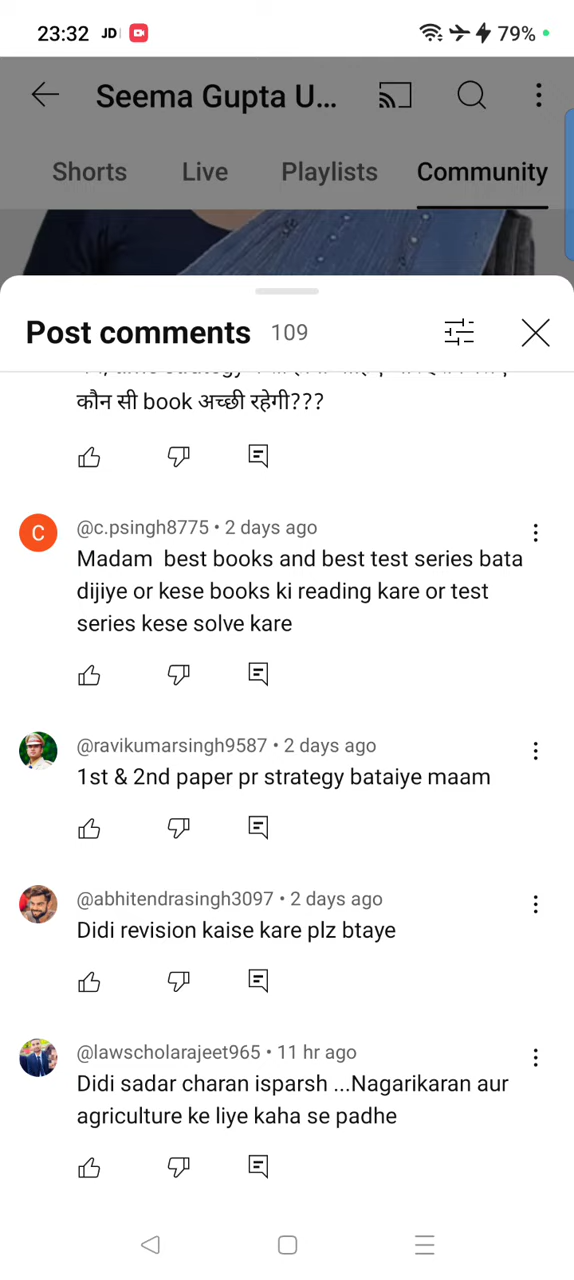 23:32 JD 79%
Seema Gupta U...
Shorts Live Playlists Community
Post comments 109
कौन सी book अच्छी रहेगी???
C
@c.psingh8775 • 2 days ago
Madam best books and best test series bata
dijiye or kese books ki reading kare or test
series kese solve kare
@ravikumarsingh9587 • 2 days ago
1st & 2nd paper pr strategy bataiye maam
@abhitendrasingh3097 • 2 days ago
Didi revision kaise kare plz btaye
@lawscholarajeet965 • 11 hr ago
Didi sadar charan isparsh ...Nagarikaran aur
agriculture ke liye kaha se padhe